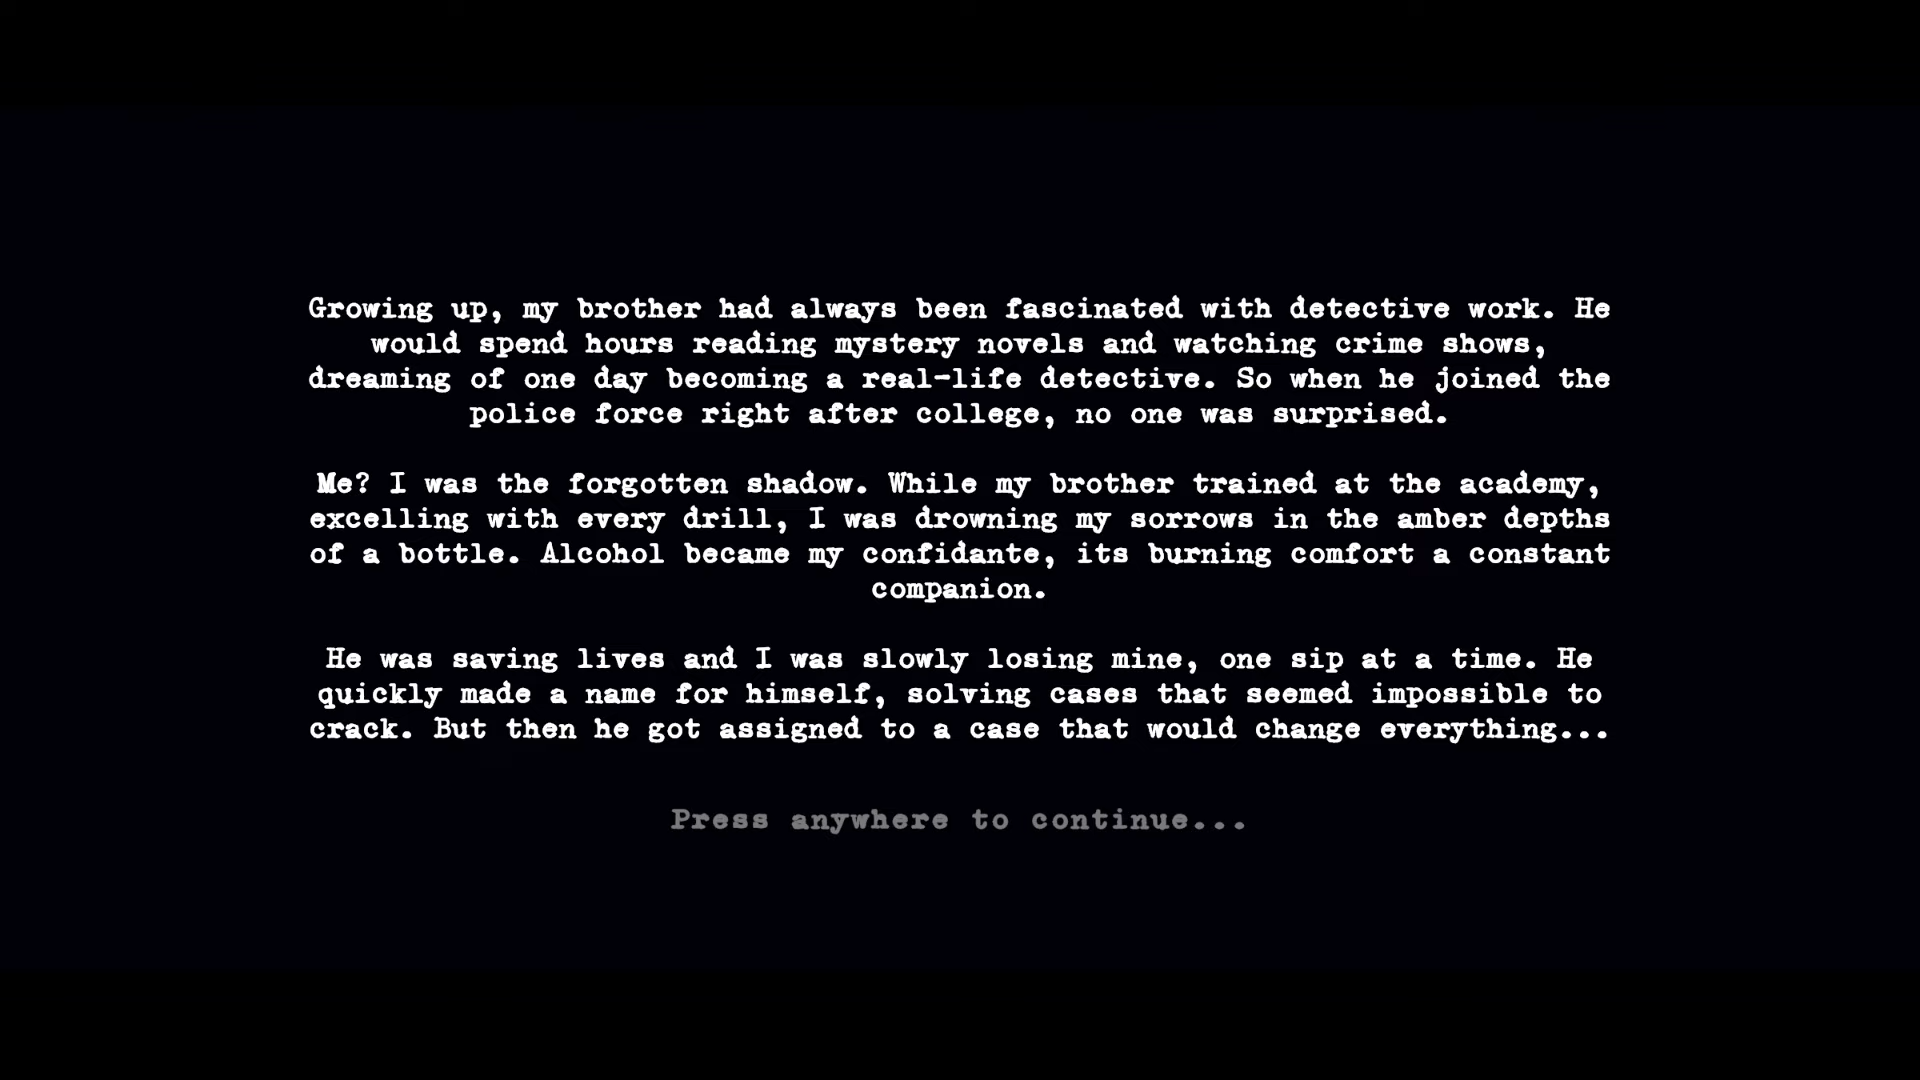 Growing up, my brother had always been fascinated with detective work. He
would spend hours reading mystery novels and watching crime shows,
dreaming of one day becoming a real-life detective. So when he joined the
police force right after college, no one was surprised.
Me? I was the forgotten shadow. While my brother trained at the academy,
excelling with every drill, I was drowning my sorrows in the amber depths
of a bottle. Alcohol became my confidante, its burning comfort a constant
companion.
He was saving lives and I was slowly losing mine, one sip at a time. He
quickly made a name for himself, solving cases that seemed impossible to
crack. But then he got assigned to a case that would change everything...
Press anywhere to continue...